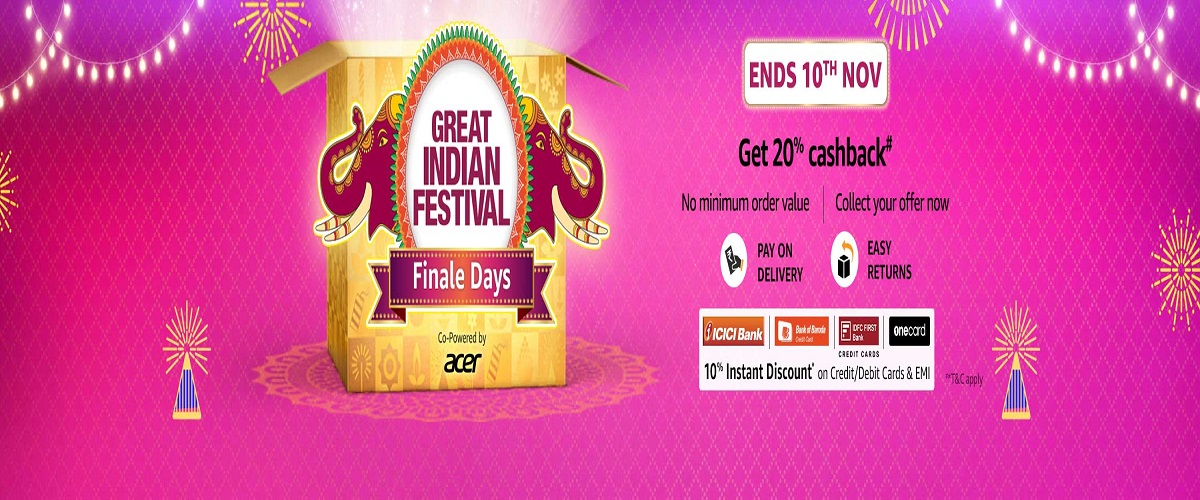 GREAT
INDIAN
FESTIVAL
Finale Days
Co-Powered by
acer
ENDS 10TH NOV
Get 20% cashback#
No minimum order value | Collect your offer now
PAY ON
DELIVERY
EASY
RETURNS
ICICI Bank
Bank of Baroda
Credit Card
IDFC FIRST
Bank
onecard
CREDIT CARDS
10% Instant Discount* on Credit/Debit Cards & EMI
#*T&C apply